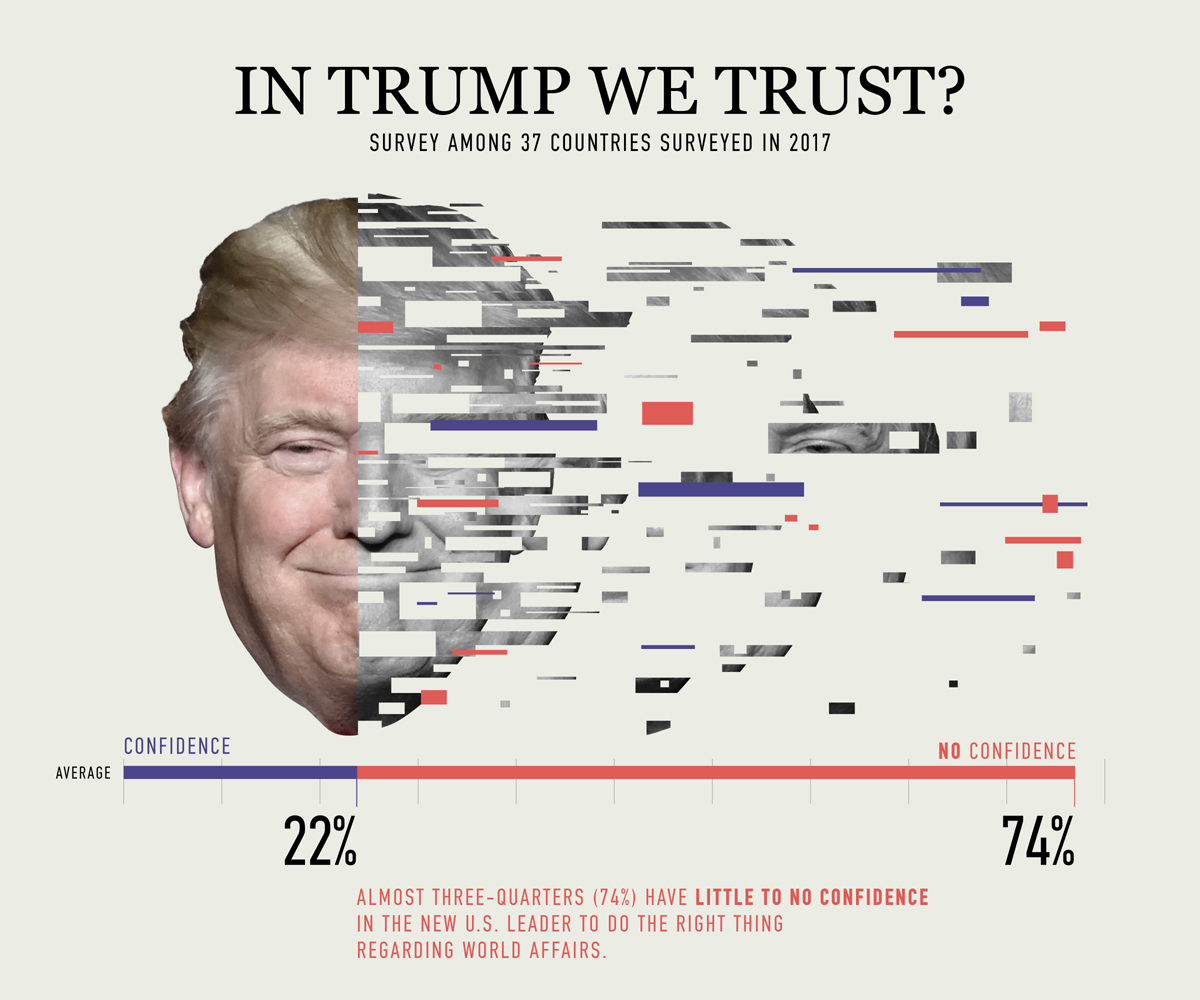 IN TRUMP WE TRUST?
SURVEY AMONG 37 COUNTRIES SURVEYED IN 2017
CONFIDENCE
NO CONFIDENCE
AVERAGE
22%
74%
ALMOST THREE-QUARTERS (74%) HAVE LITTLE TO NO CONFIDENCE
IN THE NEW U.S. LEADER TO DO THE RIGHT THING
REGARDING WORLD AFFAIRS.